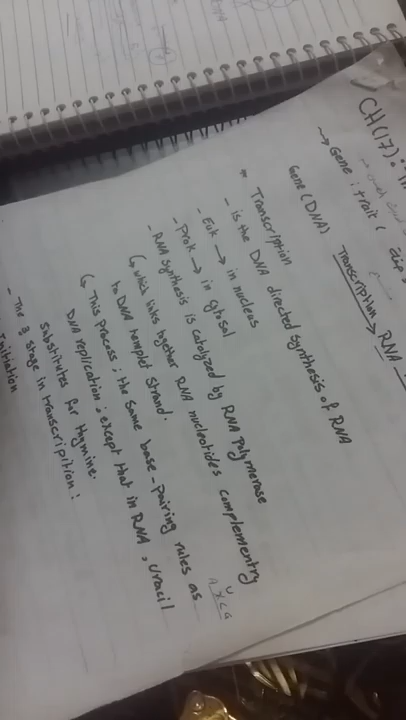 CH(17):
~> Gene : trait (
Gene (DNA) Transcription → RNA
* Transcription
- is the DNA directed synthesis of RNA
- Euk → in nucleus
- Prok → in cytosol
- RNA synthesis is catalyzed by RNA Polymerase
↳ which links together RNA nucleotides complementry
to DNA templet strand.
↳ This process ; the same base-pairing rules as
DNA replication ; except that in RNA , uracil
substitutes for thymine.
- The 3 stage in transcripition :
Initiation